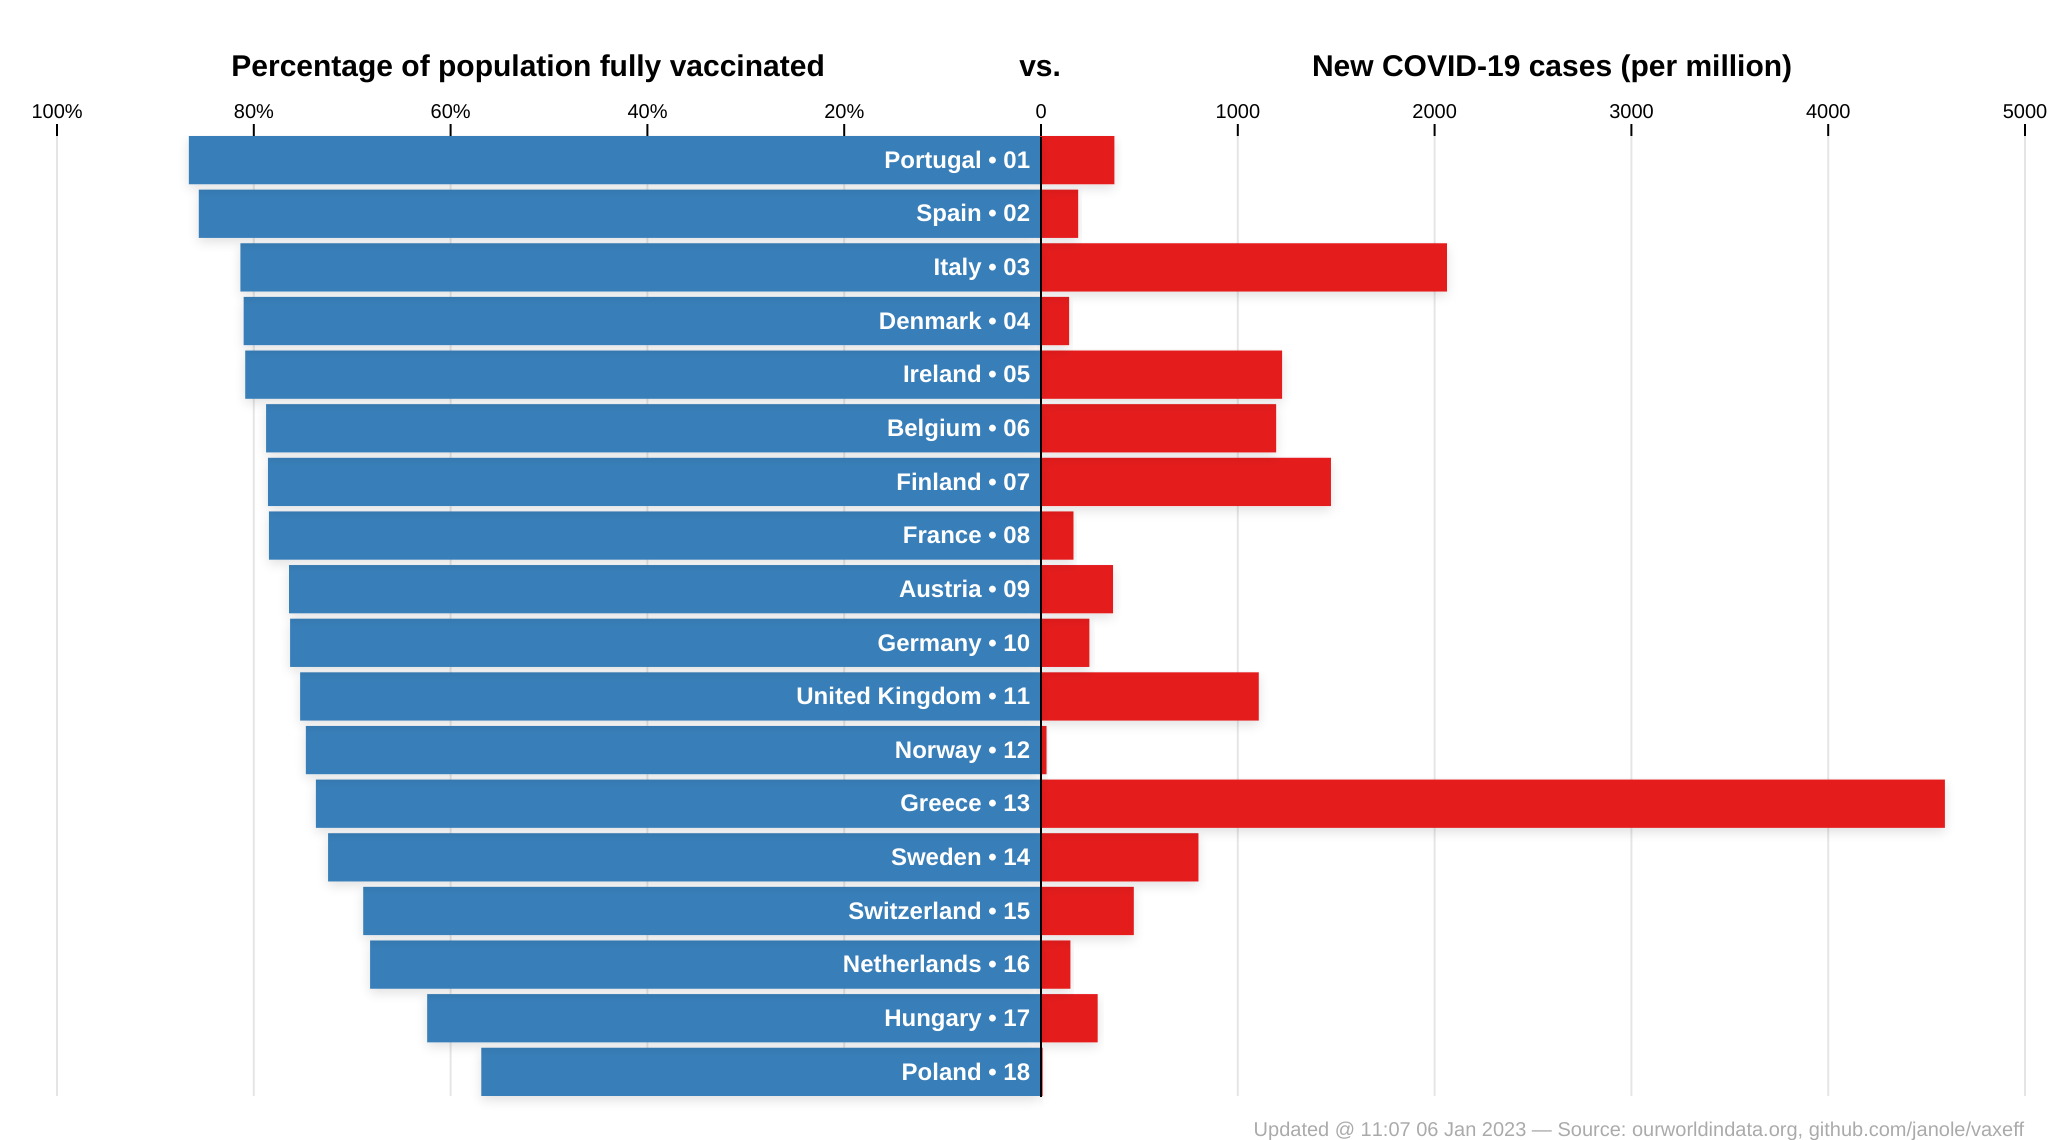 Percentage of population fully vaccinated vs. New COVID-19 cases (per million)
100% 80% 60% 40% 20% 0 1000 2000 3000 4000 5000
Portugal • 01
Spain • 02
Italy • 03
Denmark • 04
Ireland • 05
Belgium • 06
Finland • 07
France • 08
Austria • 09
Germany • 10
United Kingdom • 11
Norway • 12
Greece • 13
Sweden • 14
Switzerland • 15
Netherlands • 16
Hungary • 17
Poland • 18
Updated @ 11:07 06 Jan 2023 — Source: ourworldindata.org, github.com/janole/vaxeff